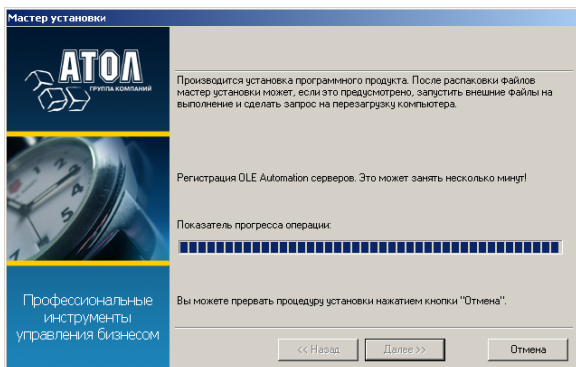 Мастер установки
АТОЛ
ГРУППА КОМПАНИЙ
Производится установка программного продукта. После распаковки файлов
мастер установки может, если это предусмотрено, запустить внешние файлы на
выполнение и сделать запрос на перезагрузку компьютера.
Регистрация OLE Automation серверов. Это может занять несколько минут!
Показатель прогресса операции:
Профессиональные
инструменты
управления бизнесом
Вы можете прервать процедуру установки нажатием кнопки "Отмена".
<< Назад
Далее >>
Отмена